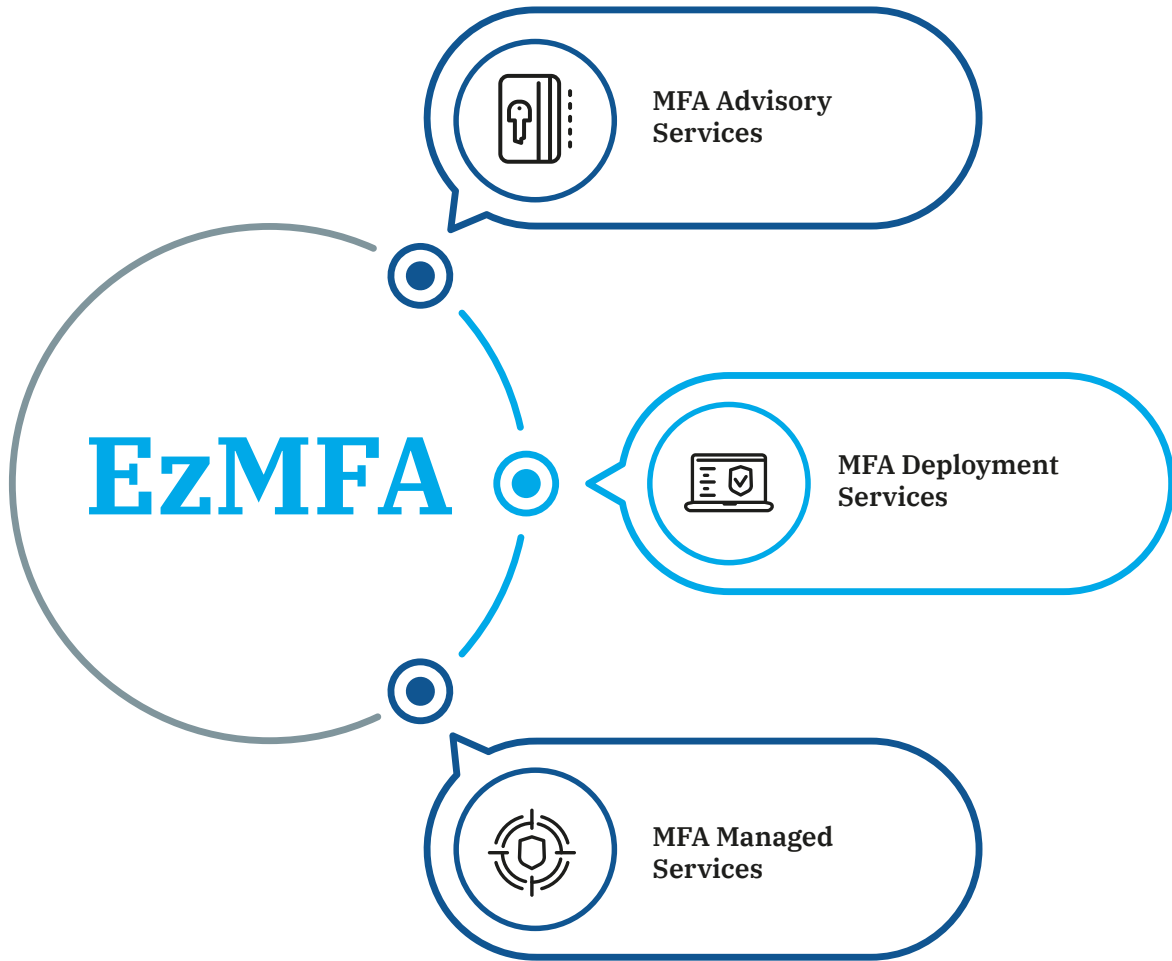 MFA Advisory
Services
EzMFA
MFA Deployment
Services
MFA Managed
Services